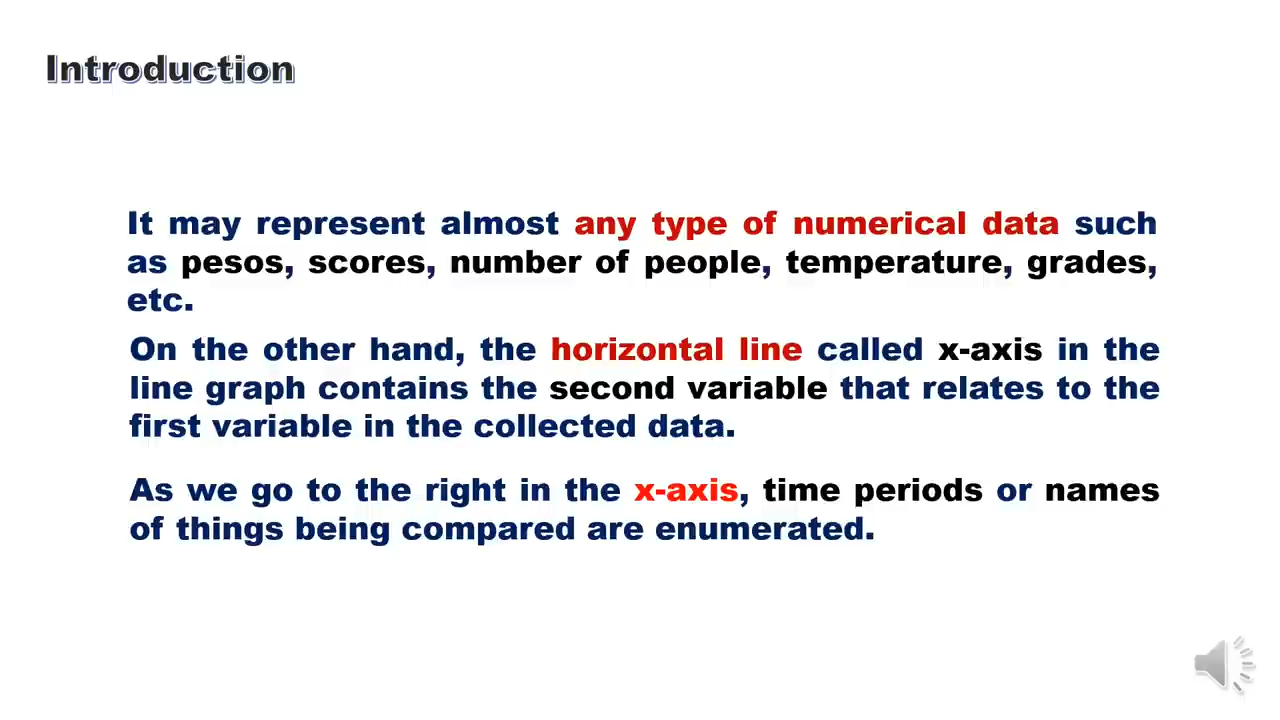 Introduction
It may represent almost any type of numerical data such
as pesos, scores, number of people, temperature, grades,
etc.
On the other hand, the horizontal line called x-axis in the
line graph contains the second variable that relates to the
first variable in the collected data.
As we go to the right in the x-axis, time periods or names
of things being compared are enumerated.